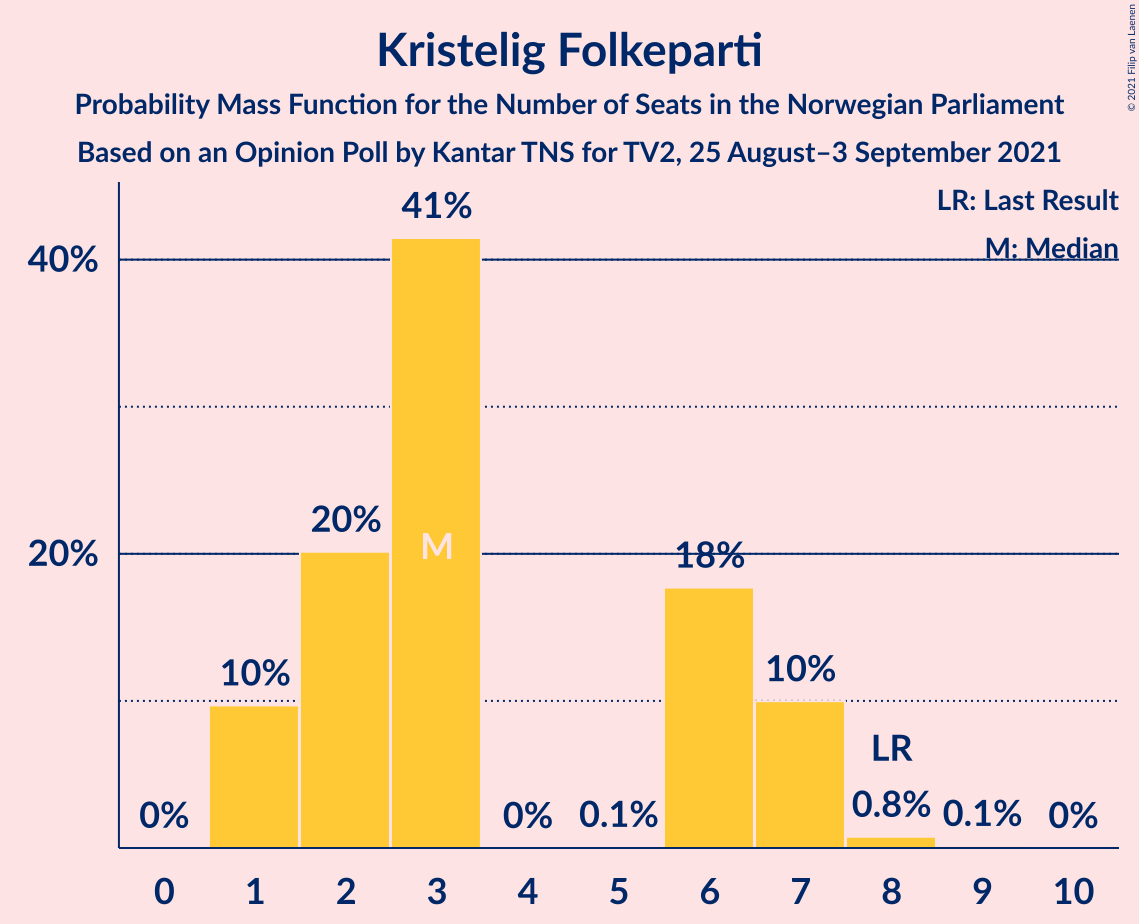 Kristelig Folkeparti
Probability Mass Function for the Number of Seats in the Norwegian Parliament
Based on an Opinion Poll by Kantar TNS for TV2, 25 August–3 September 2021
© 2021 Filip van Laenen
LR: Last Result
M: Median
40%
20%
0%
10%
20%
41%
M
0%
0.1%
18%
10%
LR
0.8%
0.1%
0%
0 1 2 3 4 5 6 7 8 9 10